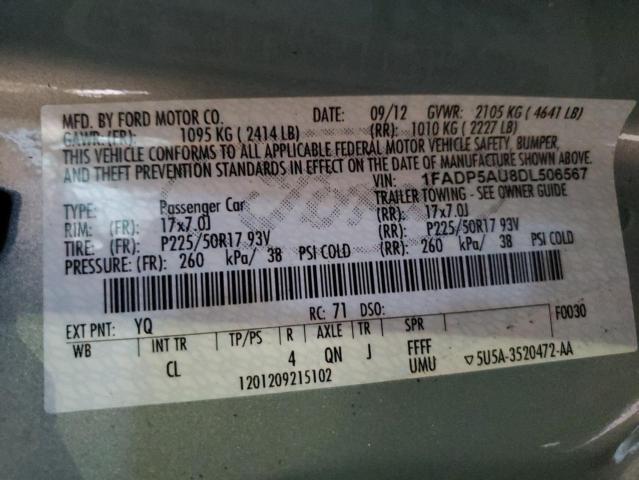 MFD. BY FORD MOTOR CO. DATE: 09/12 GVWR: 2105 KG ( 4641 LB)
GAWR: (FR): 1095 KG ( 2414 LB) (RR): 1010 KG ( 2227 LB)
THIS VEHICLE CONFORMS TO ALL APPLICABLE FEDERAL MOTOR VEHICLE SAFETY, BUMPER,
AND THEFT PREVENTION STANDARDS IN EFFECT ON THE DATE OF MANUFACTURE SHOWN ABOVE.
VIN: 1FADP5AU8DL506567
TYPE: Passenger Car TRAILER TOWING - SEE OWNER GUIDE
RIM: (FR): 17x7.0J (RR): 17x7.0J
TIRE: (FR): P225/50R17 93V (RR): P225/50R17 93V
PRESSURE: (FR): 260 kPa/ 38 PSI COLD (RR): 260 kPa/ 38 PSI COLD
EXT PNT: YQ RC: 71 DSO: F0030
WB INT TR TP/PS R AXLE TR SPR
CL 4 QN J FFFF
UMU ▽5U5A-3520472-AA
1201209215102